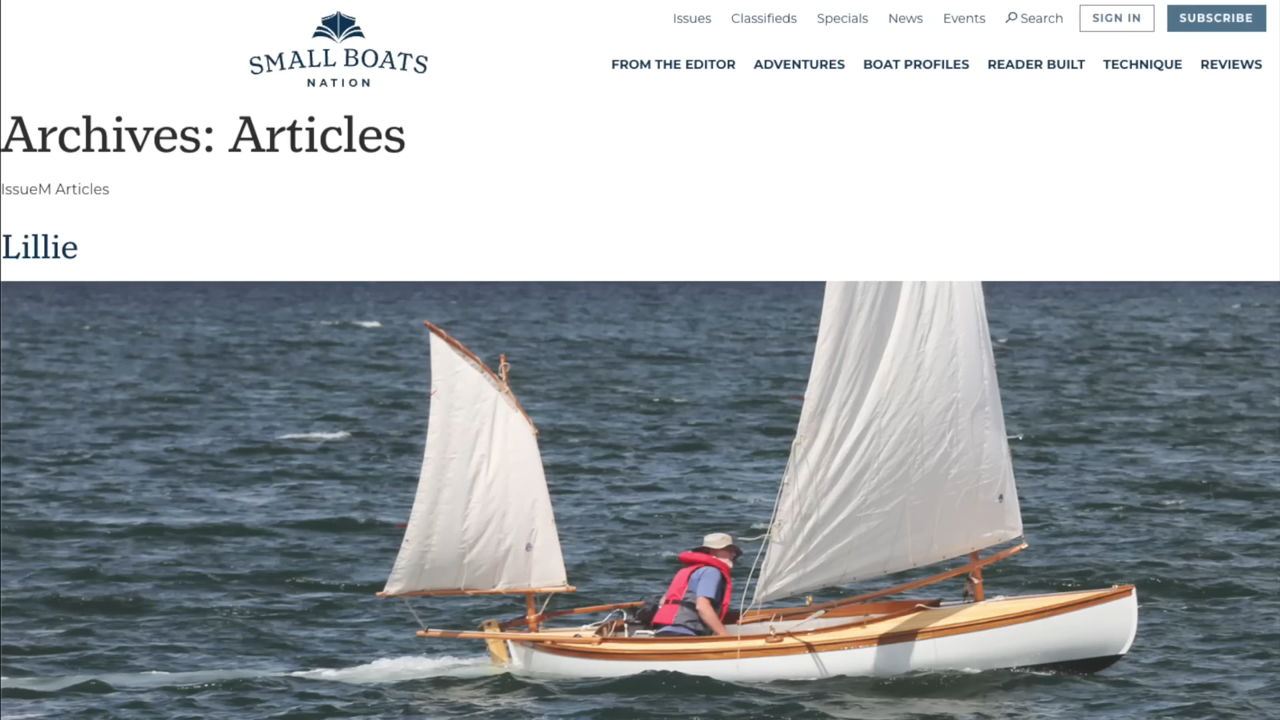 SMALL BOATS
NATION
Issues Classifieds Specials News Events Search SIGN IN SUBSCRIBE
FROM THE EDITOR ADVENTURES BOAT PROFILES READER BUILT TECHNIQUE REVIEWS
Archives: Articles
IssueM Articles
Lillie